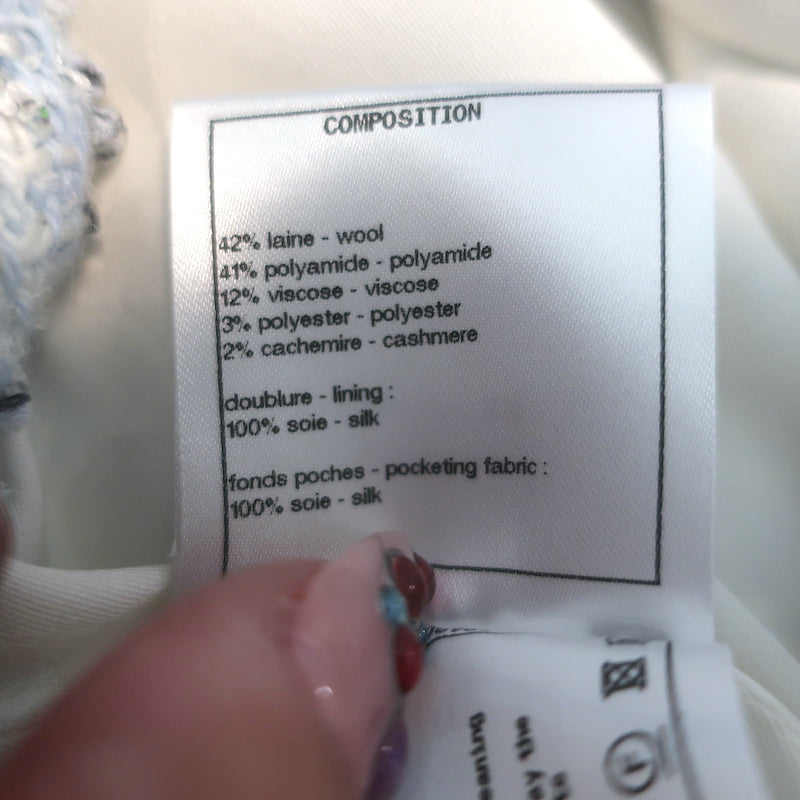 COMPOSITION
42% laine - wool
41% polyamide - polyamide
12% viscose - viscose
3% polyester - polyester
2% cachemire - cashmere
doublure - lining :
100% soie - silk
fonds poches - pocketing fabric :
100% soie - silk